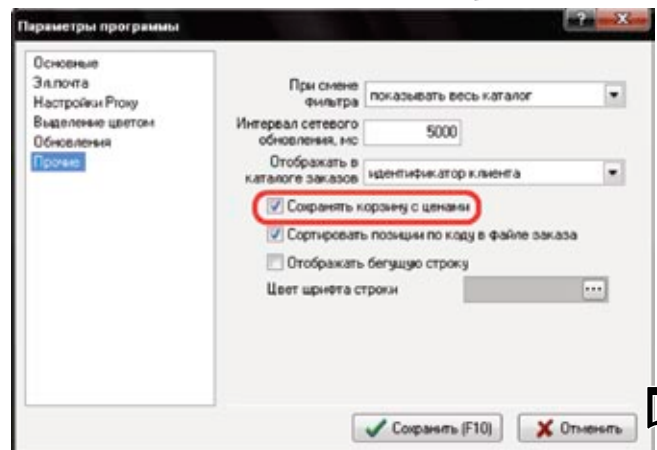 Параметры программы
?
X
Основные
Эл.почта
Настройки Proxy
Выделение цветом
Обновления
Прочие
При смене
фильтра
показывать весь каталог
Интервал сетевого
обновления, мс
5000
Отображать в
каталоге заказов
идентификатор клиента
Сохранять корзину с ценами
Сортировать позиции по коду в файле заказа
Отображать бегущую строку
Цвет шрифта строки
...
Сохранить (F10)
Отменить